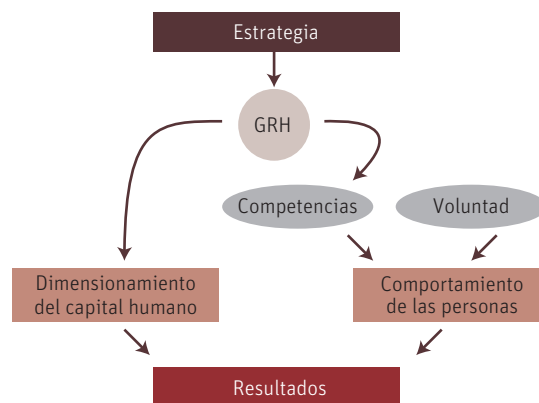 Estrategia
GRH
Competencias
Voluntad
Dimensionamiento
del capital humano
Comportamiento
de las personas
Resultados